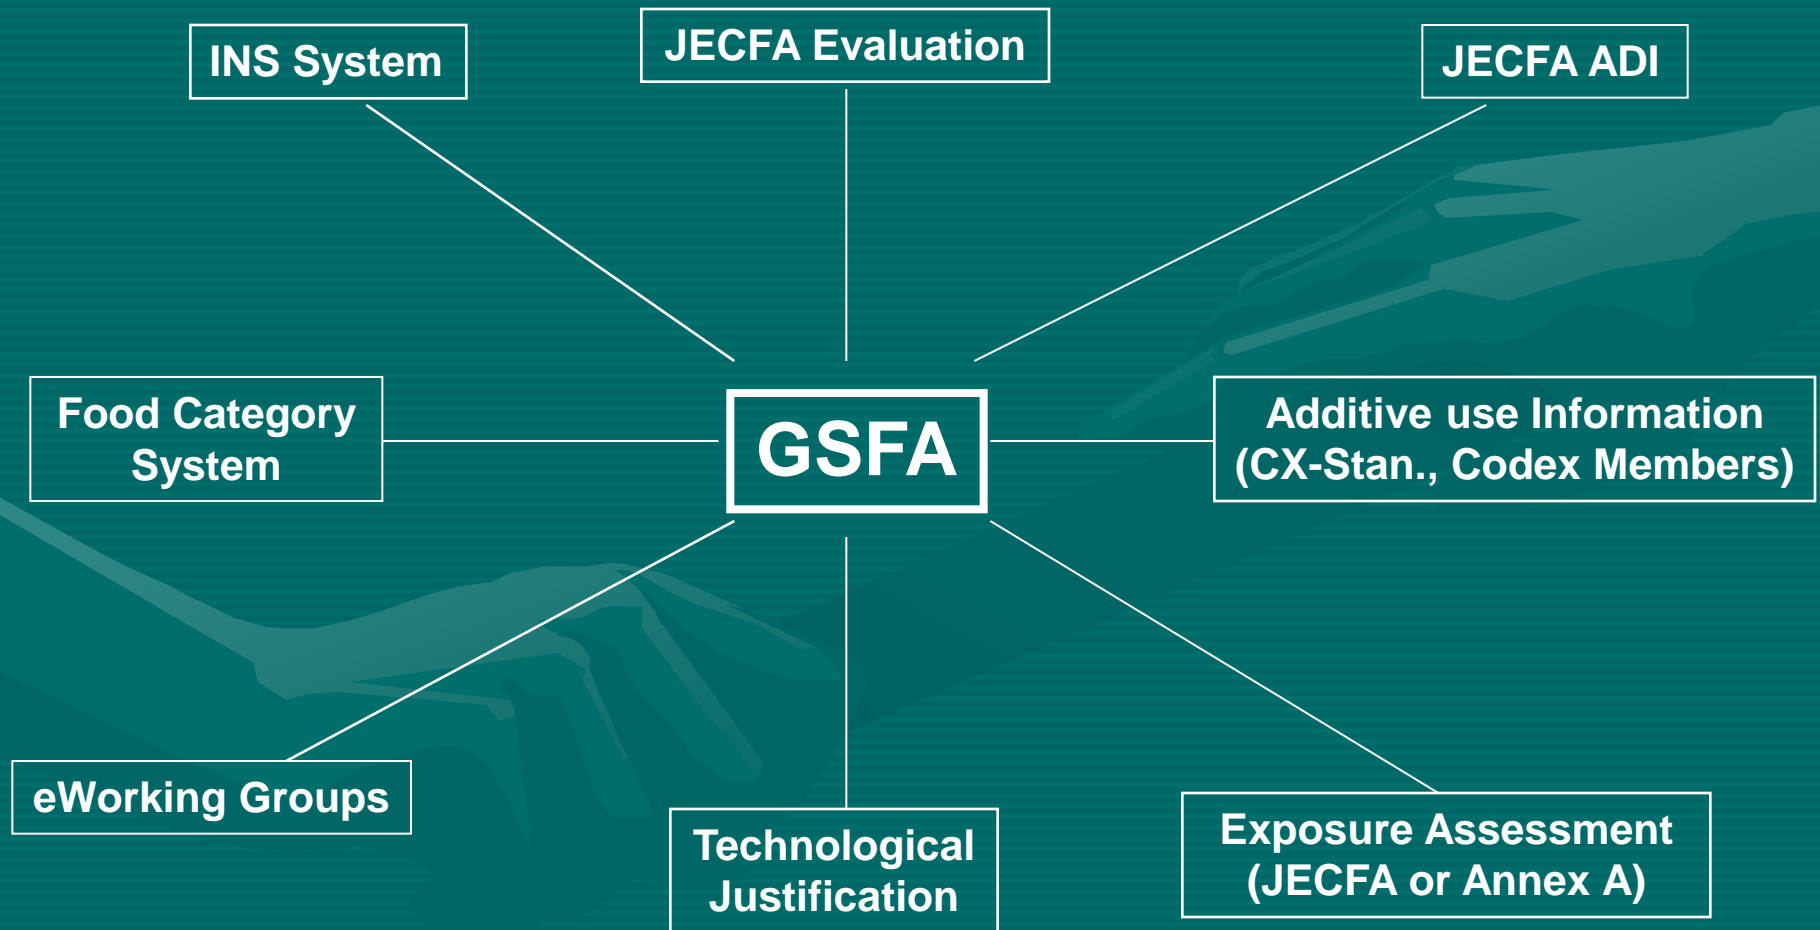 INS System
JECFA Evaluation
JECFA ADI
Food Category
System
GSFA
Additive use Information
(CX-Stan., Codex Members)
eWorking Groups
Technological
Justification
Exposure Assessment
(JECFA or Annex A)